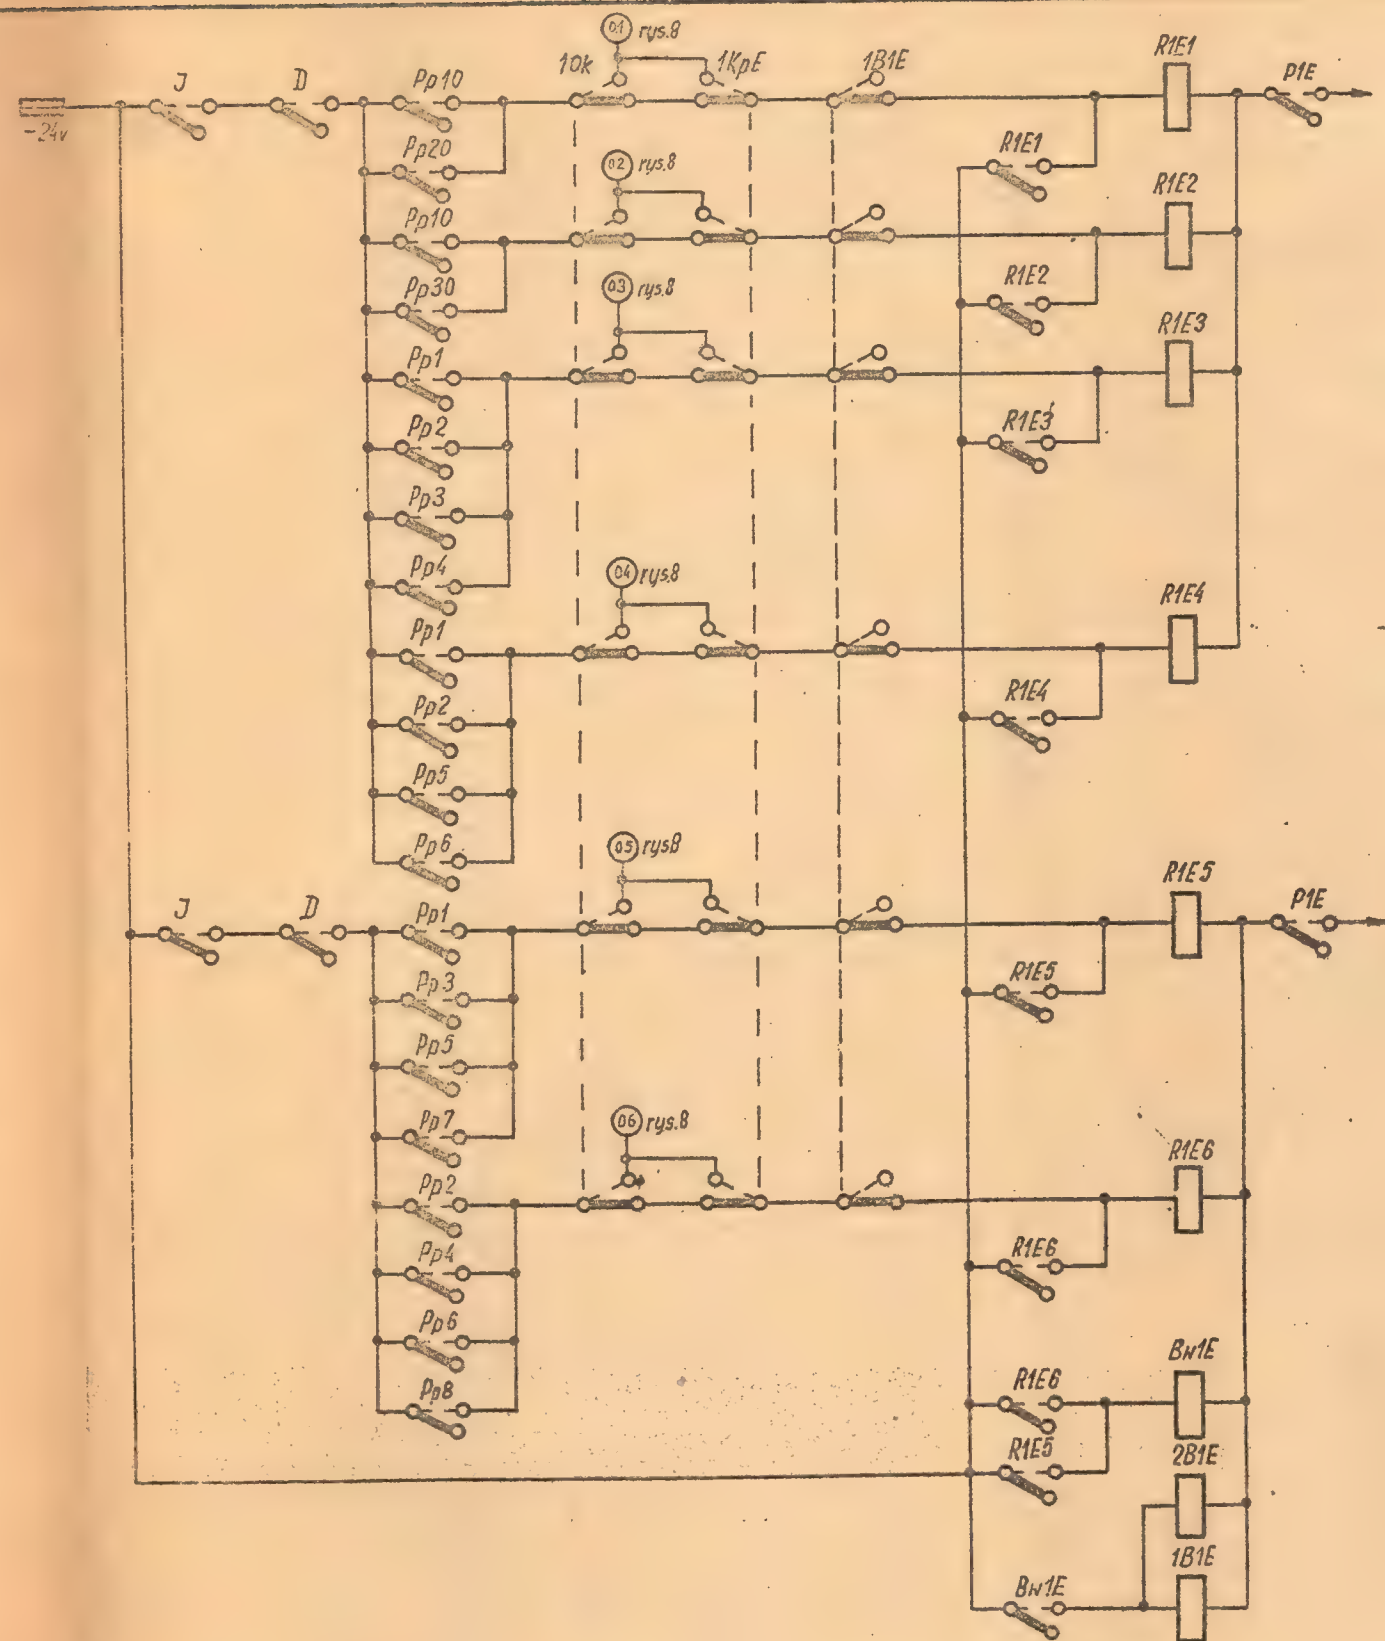 01 rys.8
10k 1KpE 1B1E R1E1
J D Pp10 P1E
-24v
Pp20 R1E1
02 rys.8
Pp10 R1E2
Pp30 R1E2
03 rys.8
Pp1 R1E3
Pp2 R1E3
Pp3
Pp4
04 rys.8
Pp1 R1E4
Pp2 R1E4
Pp5
Pp6
05 rys8
J D Pp1 R1E5 P1E
Pp3 R1E5
Pp5
Pp7
06 rys.8
Pp2 R1E6
Pp4 R1E6
Pp6
Pp8 R1E6 Bn1E
R1E5 2B1E
1B1E
Bn1E